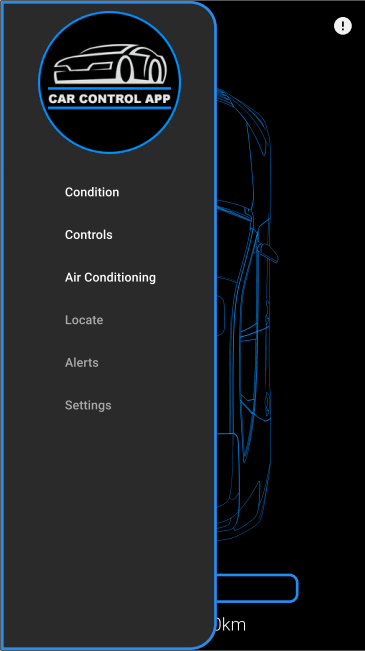 CAR CONTROL APP
Condition
Controls
Air Conditioning
Locate
Alerts
Settings
0km